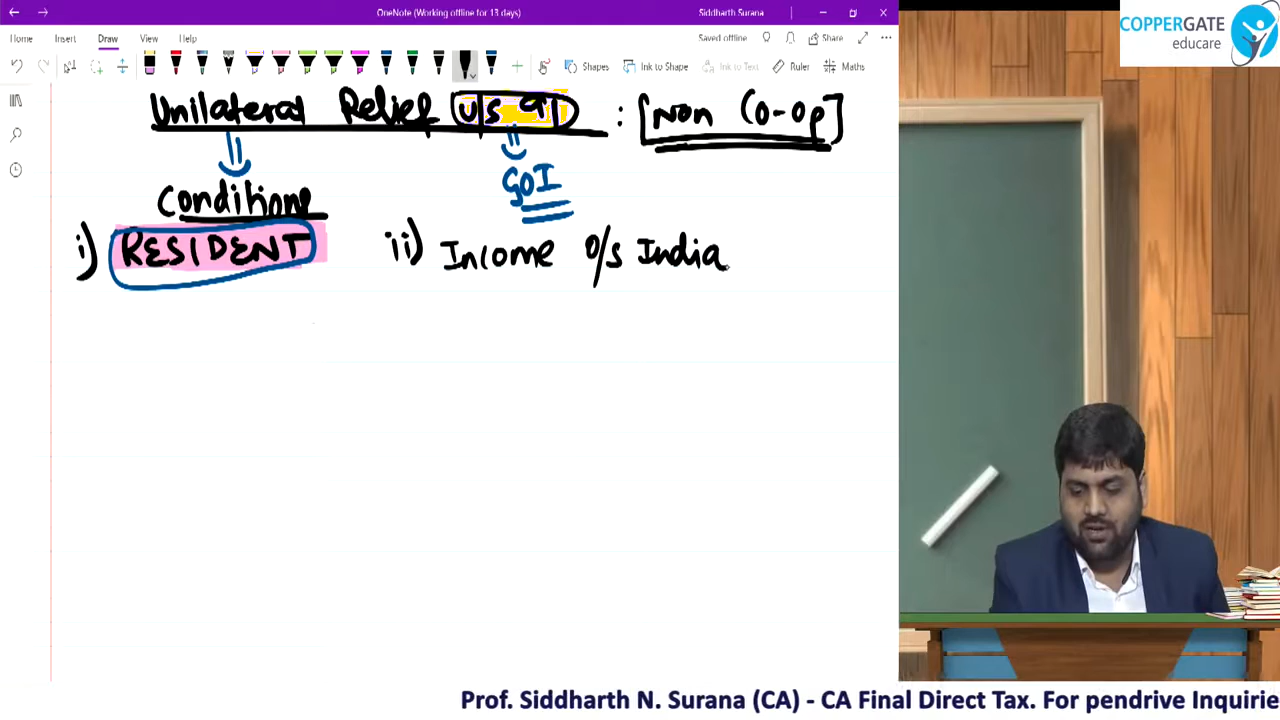 OneNote (Working offline for 13 days)
Siddharth Surana
Home Insert Draw View Help
Saved offline
Share
Shapes
Ink to Shape
Ink to Text
Ruler
Maths
COPPERGATE
educare
Unilateral Relief U/s 91 : [Non Co-Op]
GOI
Conditions
i) RESIDENT ii) Income o/s India
Prof. Siddharth N. Surana (CA) - CA Final Direct Tax. For pendrive Inquirie